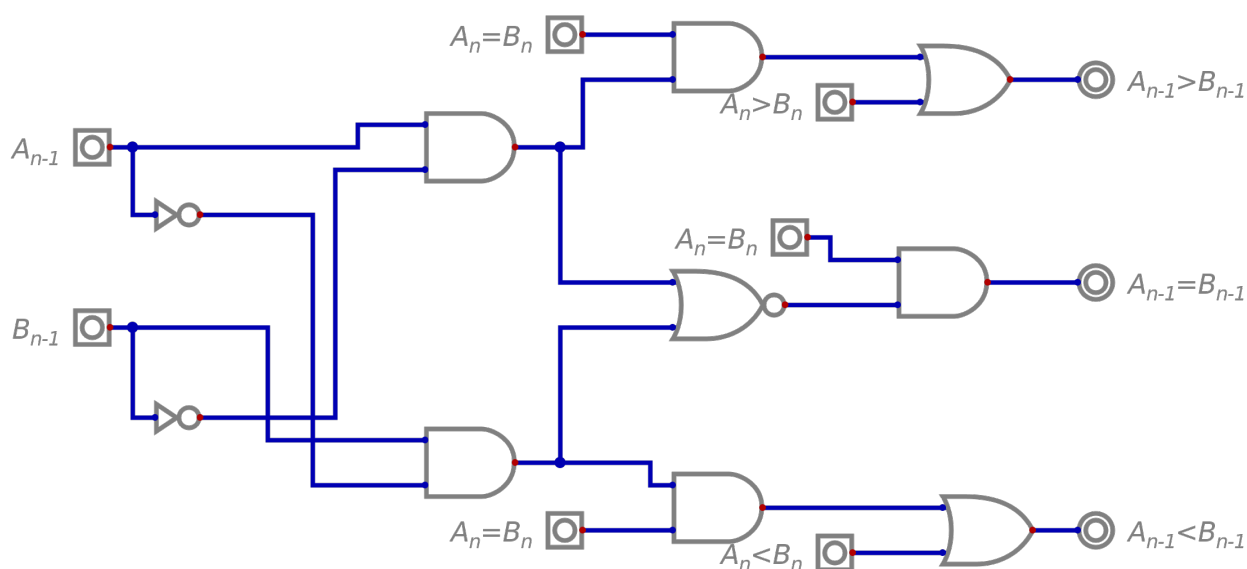 An=Bn
An>Bn
An-1>Bn-1
An-1
An=Bn
An-1=Bn-1
Bn-1
An=Bn
An<Bn
An-1<Bn-1